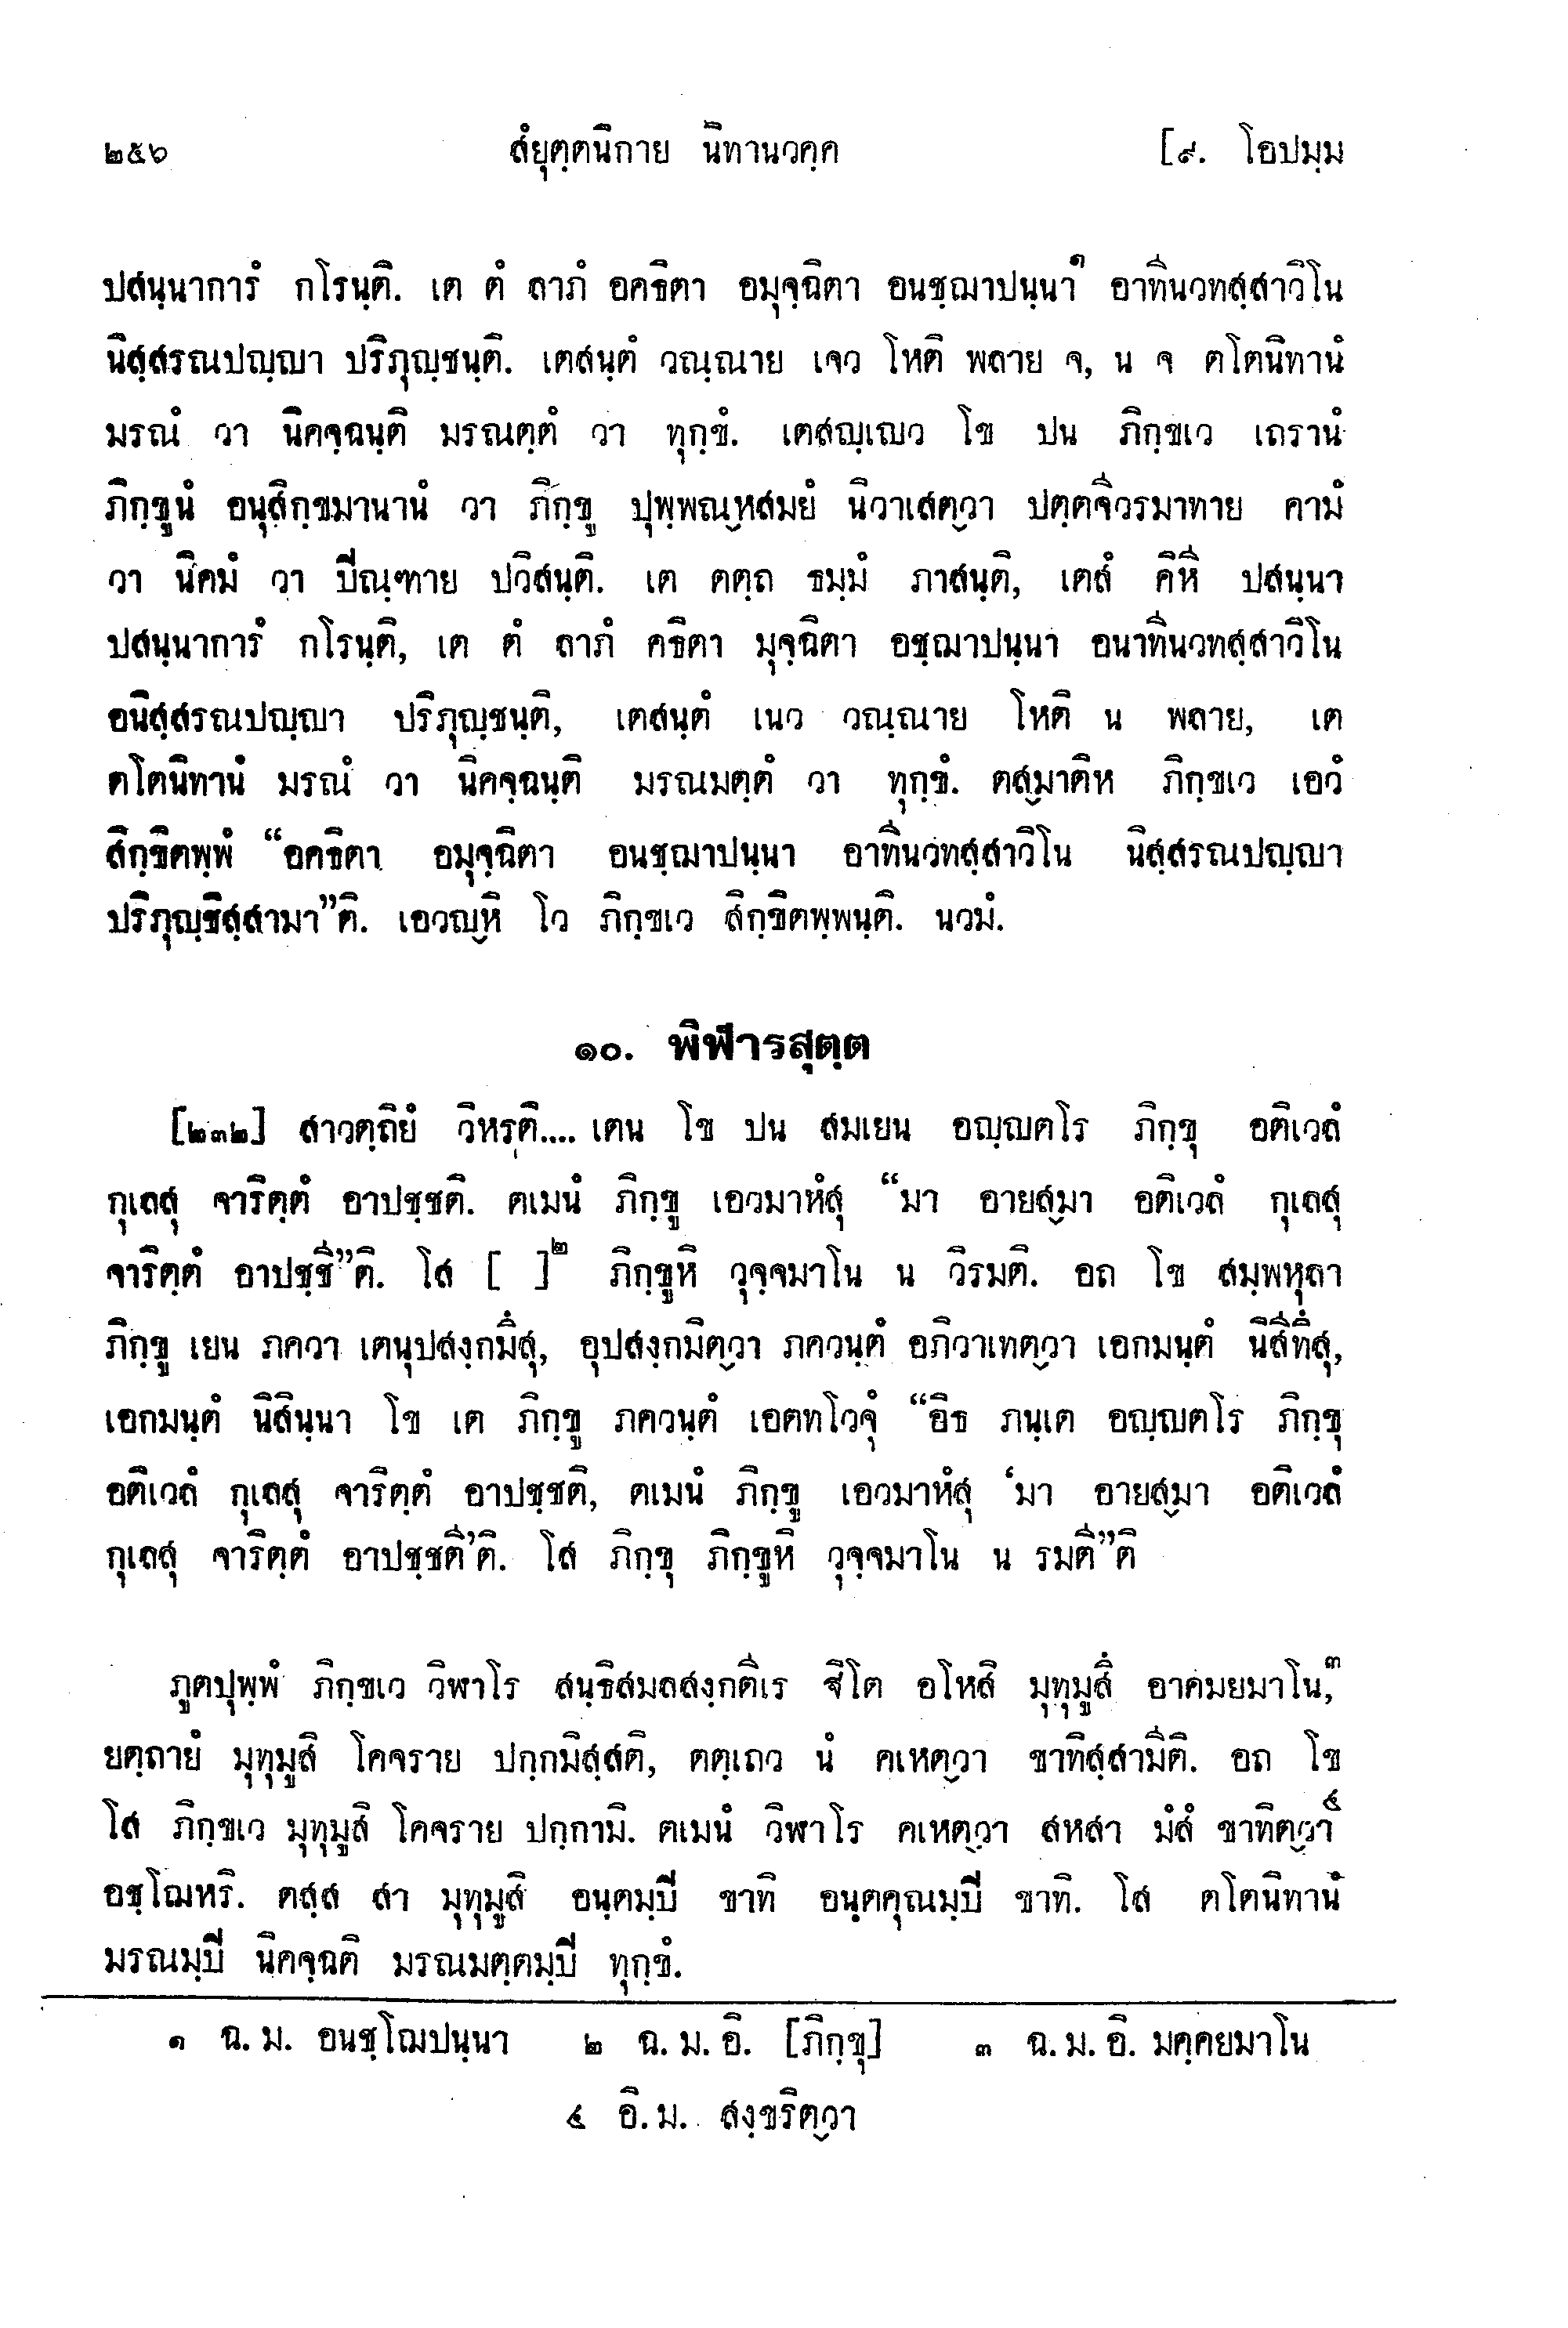 ๒๕๖ สํยุตฺตนิกาย นิทานวคฺค [๙. โอปมฺม
ปสนฺนาการํ กโรนฺติ. เต ตํ ลาภํ อคธิตา อมุจฺฉิตา อนชฺฌาปนฺนา๑ อาทีนวทสฺสาวิโน
นิสฺสรณปญฺญา ปริภุญฺชนฺติ. เตสนฺตํ วณฺณาย เจว โหติ พลาย จ, น จ ตโตนิทานํ
มรณํ วา นิคจฺฉนฺติ มรณตฺตํ วา ทุกฺขํ. เตสญฺเญว โข ปน ภิกฺขเว เถรานํ
ภิกฺขูนํ อนุสิกฺขมานานํ วา ภิกฺขู ปุพฺพณฺหสมยํ นิวาเสตฺวา ปตฺตจีวรมาทาย คามํ
วา นิคมํ วา ปิณฺฑาย ปวิสนฺติ. เต ตตฺถ ธมฺมํ ภาสนฺติ, เตสํ คิหี ปสนฺนา
ปสนฺนาการํ กโรนฺติ, เต ตํ ลาภํ คธิตา มุจฺฉิตา อชฺฌาปนฺนา อนาทีนวทสฺสาวิโน
อนิสฺสรณปญฺญา ปริภุญฺชนฺติ, เตสนฺตํ เนว วณฺณาย โหติ น พลาย, เต
ตโตนิทานํ มรณํ วา นิคจฺฉนฺติ มรณมตฺตํ วา ทุกฺขํ. ตสฺมาติห ภิกฺขเว เอวํ
สิกฺขิตพฺพํ “อคธิตา อมุจฺฉิตา อนชฺฌาปนฺนา อาทีนวทสฺสาวิโน นิสฺสรณปญฺญา
ปริภุญฺชิสฺสามา”ติ. เอวญฺหิ โว ภิกฺขเว สิกฺขิตพฺพนฺติ. นวมํ.
๑๐. พิฬารสุตฺต
[๒๓๒] สาวตฺถิยํ วิหรติ.... เตน โข ปน สมเยน อญฺญตโร ภิกฺขุ อติเวลํ
กุเลสุ จาริตฺตํ อาปชฺชติ. ตเมนํ ภิกฺขู เอวมาหํสุ “มา อายสฺมา อติเวลํ กุเลสุ
จาริตฺตํ อาปชฺชี”ติ. โส [ ]๒ ภิกฺขูหิ วุจฺจมาโน น วิรมติ. อถ โข สมฺพหุลา
ภิกฺขู เยน ภควา เตนุปสงฺกมึสุ, อุปสงฺกมิตฺวา ภควนฺตํ อภิวาเทตฺวา เอกมนฺตํ นิสีทึสุ,
เอกมนฺตํ นิสินฺนา โข เต ภิกฺขู ภควนฺตํ เอตทโวจุํ “อิธ ภนฺเต อญฺญตโร ภิกฺขุ
อติเวลํ กุเลสุ จาริตฺตํ อาปชฺชติ, ตเมนํ ภิกฺขู เอวมาหํสุ ‘มา อายสฺมา อติเวลํ
กุเลสุ จาริตฺตํ อาปชฺชตี’ติ. โส ภิกฺขุ ภิกฺขูหิ วุจฺจมาโน น รมตี”ติ
ภูตปุพฺพํ ภิกฺขเว วิฬาโร สนฺธิสมลสงฺกตีเร ฐิโต อโหสิ มุทุมูสึ อาคมยมาโน,๓
ยตฺถายํ มุทุมูสิ โคจราย ปกฺกมิสฺสติ, ตตฺเถว นํ คเหตฺวา ขาทิสฺสามีติ. อถ โข
โส ภิกฺขเว มุทุมูสิ โคจราย ปกฺกามิ. ตเมนํ วิฬาโร คเหตฺวา สหสา มํสํ ขาทิตฺวา๔
อชฺโฌหริ. ตสฺส สา มุทุมูสิ อนฺตมฺปิ ขาทิ อนฺตคุณมฺปิ ขาทิ. โส ตโตนิทานํ
มรณมฺปิ นิคจฺฉติ มรณมตฺตมฺปิ ทุกฺขํ.
๑ ฉ. ม. อนชฺโฌปนฺนา ๒ ฉ. ม. อิ. [ภิกฺขุ] ๓ ฉ. ม. อิ. มคฺคยมาโน
๔ อิ. ม. สงฺขริตฺวา